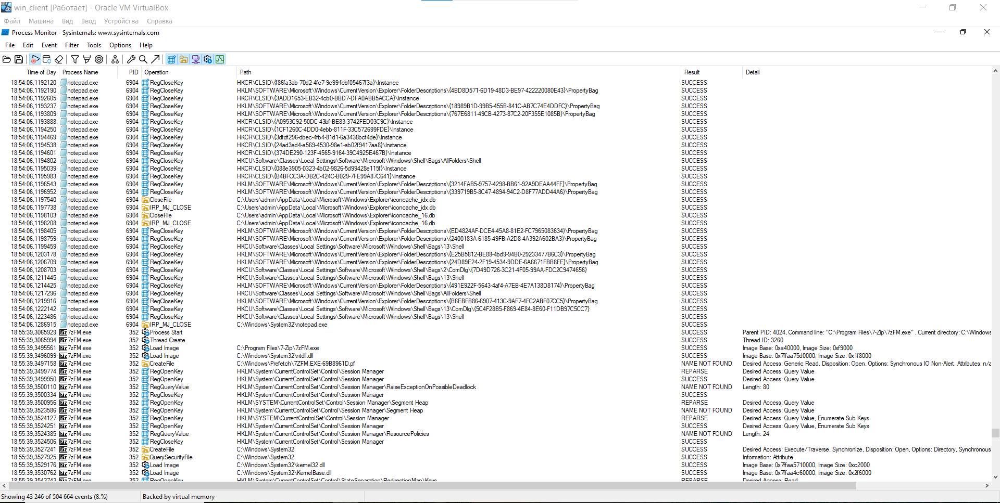 win_client [Работает] - Oracle VM VirtualBox
Файл Машина Вид Ввод Устройства Справка
Process Monitor - Sysinternals: www.sysinternals.com
File Edit Event Filter Tools Options Help
Time of Day Process Name PID Operation Path Result Detail
18:54:06,1192120 notepad.exe 6904 RegCloseKey HKCR\CLSID\{f86fa3ab-70d2-4fc7-9c99-fcbf05467f3a}\Instance SUCCESS
18:54:06,1192190 notepad.exe 6904 RegCloseKey HKLM\SOFTWARE\Microsoft\Windows\CurrentVersion\Explorer\FolderDescriptions\{4BD8D571-6D19-48D3-BE97-422220080E43}\PropertyBag SUCCESS
18:54:06,1192605 notepad.exe 6904 RegCloseKey HKCR\CLSID\{3ADD1653-EB32-4cb0-BBD7-DFA0ABB5ACCA}\Instance SUCCESS
18:54:06,1193237 notepad.exe 6904 RegCloseKey HKLM\SOFTWARE\Microsoft\Windows\CurrentVersion\Explorer\FolderDescriptions\{18989B1D-99B5-455B-841C-AB7C74E4DDFC}\PropertyBag SUCCESS
18:54:06,1193809 notepad.exe 6904 RegCloseKey HKLM\SOFTWARE\Microsoft\Windows\CurrentVersion\Explorer\FolderDescriptions\{767E6811-49CB-4273-87C2-20F355E1085B}\PropertyBag SUCCESS
18:54:06,1193888 notepad.exe 6904 RegCloseKey HKCR\CLSID\{A0953C92-50DC-43bf-BE83-3742FED03C9C}\Instance SUCCESS
18:54:06,1194250 notepad.exe 6904 RegCloseKey HKCR\CLSID\{1CF1260C-4DD0-4ebb-811F-33C572699FDE}\Instance SUCCESS
18:54:06,1194469 notepad.exe 6904 RegCloseKey HKCR\CLSID\{3dfdf296-dbec-4fb4-81d1-6a3438bcf4de}\Instance SUCCESS
18:54:06,1194538 notepad.exe 6904 RegCloseKey HKCR\CLSID\{24ad3ad4-a569-4530-98e1-ab02f9417aa8}\Instance SUCCESS
18:54:06,1194601 notepad.exe 6904 RegCloseKey HKCR\CLSID\{374DE290-123F-4565-9164-39C4925E467B}\Instance SUCCESS
18:54:06,1194802 notepad.exe 6904 RegCloseKey HKCU\Software\Classes\Local Settings\Software\Microsoft\Windows\Shell\Bags\AllFolders\Shell SUCCESS
18:54:06,1195039 notepad.exe 6904 RegCloseKey HKCR\CLSID\{088e3905-0323-4b02-9826-5d99428e115f}\Instance SUCCESS
18:54:06,1195983 notepad.exe 6904 RegCloseKey HKCR\CLSID\{B4BFCC3A-DB2C-424C-B029-7FE99A87C641}\Instance SUCCESS
18:54:06,1196543 notepad.exe 6904 RegCloseKey HKLM\SOFTWARE\Microsoft\Windows\CurrentVersion\Explorer\FolderDescriptions\{3214FAB5-9757-4298-BB61-92A9DEAA44FF}\PropertyBag SUCCESS
18:54:06,1196952 notepad.exe 6904 RegCloseKey HKLM\SOFTWARE\Microsoft\Windows\CurrentVersion\Explorer\FolderDescriptions\{339719B5-8C47-4894-94C2-D8F77ADD44A6}\PropertyBag SUCCESS
18:54:06,1197540 notepad.exe 6904 CloseFile C:\Users\admin\AppData\Local\Microsoft\Windows\Explorer\iconcache_idx.db SUCCESS
18:54:06,1197738 notepad.exe 6904 IRP_MJ_CLOSE C:\Users\admin\AppData\Local\Microsoft\Windows\Explorer\iconcache_idx.db SUCCESS
18:54:06,1198103 notepad.exe 6904 CloseFile C:\Users\admin\AppData\Local\Microsoft\Windows\Explorer\iconcache_16.db SUCCESS
18:54:06,1198208 notepad.exe 6904 IRP_MJ_CLOSE C:\Users\admin\AppData\Local\Microsoft\Windows\Explorer\iconcache_16.db SUCCESS
18:54:06,1198405 notepad.exe 6904 RegCloseKey HKLM\SOFTWARE\Microsoft\Windows\CurrentVersion\Explorer\FolderDescriptions\{ED4824AF-DCE4-45A8-81E2-FC7965083634}\PropertyBag SUCCESS
18:54:06,1198759 notepad.exe 6904 RegCloseKey HKLM\SOFTWARE\Microsoft\Windows\CurrentVersion\Explorer\FolderDescriptions\{2400183A-6185-49FB-A2D8-4A392A602BA3}\PropertyBag SUCCESS
18:54:06,1199459 notepad.exe 6904 RegCloseKey HKCU\Software\Classes\Local Settings\Software\Microsoft\Windows\Shell\Bags\13\Shell SUCCESS
18:54:06,1203178 notepad.exe 6904 RegCloseKey HKLM\SOFTWARE\Microsoft\Windows\CurrentVersion\Explorer\FolderDescriptions\{E25B5812-BE88-4bd9-94B0-29233477B6C3}\PropertyBag SUCCESS
18:54:06,1206709 notepad.exe 6904 RegCloseKey HKLM\SOFTWARE\Microsoft\Windows\CurrentVersion\Explorer\FolderDescriptions\{24D89E24-2F19-4534-9DDE-6A6671FBB8FE}\PropertyBag SUCCESS
18:54:06,1208703 notepad.exe 6904 RegCloseKey HKCU\Software\Classes\Local Settings\Software\Microsoft\Windows\Shell\Bags\2\ComDlg\{7D49D726-3C21-4F05-99AA-FDC2C9474656} SUCCESS
18:54:06,1211445 notepad.exe 6904 RegCloseKey HKCU\Software\Classes\Local Settings\Software\Microsoft\Windows\Shell\Bags\13\Shell SUCCESS
18:54:06,1214425 notepad.exe 6904 RegCloseKey HKLM\SOFTWARE\Microsoft\Windows\CurrentVersion\Explorer\FolderDescriptions\{491E922F-5643-4af4-A7EB-4E7A138D8174}\PropertyBag SUCCESS
18:54:06,1217296 notepad.exe 6904 RegCloseKey HKCU\Software\Classes\Local Settings\Software\Microsoft\Windows\Shell\Bags\AllFolders\Shell SUCCESS
18:54:06,1219916 notepad.exe 6904 RegCloseKey HKLM\SOFTWARE\Microsoft\Windows\CurrentVersion\Explorer\FolderDescriptions\{B6EBFB86-6907-413C-9AF7-4FC2ABF07CC5}\PropertyBag SUCCESS
18:54:06,1222142 notepad.exe 6904 RegCloseKey HKCU\Software\Classes\Local Settings\Software\Microsoft\Windows\Shell\Bags\13\ComDlg\{5C4F28B5-F869-4E84-8E60-F11DB97C5CC7} SUCCESS
18:54:06,1223486 notepad.exe 6904 RegCloseKey HKCU\Software\Classes\Local Settings\Software\Microsoft\Windows\Shell\Bags\13\Shell SUCCESS
18:54:06,1286915 notepad.exe 6904 IRP_MJ_CLOSE C:\Windows\System32\notepad.exe SUCCESS
18:55:39,3065929 7zFM.exe 352 Process Start SUCCESS Parent PID: 4024, Command line: "C:\Program Files\7-Zip\7zFM.exe" , Current directory: C:\Windows
18:55:39,3065994 7zFM.exe 352 Thread Create SUCCESS Thread ID: 3260
18:55:39,3495561 7zFM.exe 352 Load Image C:\Program Files\7-Zip\7zFM.exe SUCCESS Image Base: 0xa40000, Image Size: 0xf9000
18:55:39,3496099 7zFM.exe 352 Load Image C:\Windows\System32\ntdll.dll SUCCESS Image Base: 0x7ffaa75d0000, Image Size: 0x1f8000
18:55:39,3497158 7zFM.exe 352 CreateFile C:\Windows\Prefetch\7ZFM.EXE-69B8961D.pf NAME NOT FOUND Desired Access: Generic Read, Disposition: Open, Options: Synchronous IO Non-Alert, Attributes: n/a
18:55:39,3499774 7zFM.exe 352 RegOpenKey HKLM\System\CurrentControlSet\Control\Session Manager REPARSE Desired Access: Query Value
18:55:39,3499950 7zFM.exe 352 RegOpenKey HKLM\System\CurrentControlSet\Control\Session Manager SUCCESS Desired Access: Query Value
18:55:39,3500110 7zFM.exe 352 RegQueryValue HKLM\System\CurrentControlSet\Control\Session Manager\RaiseExceptionOnPossibleDeadlock NAME NOT FOUND Length: 80
18:55:39,3500334 7zFM.exe 352 RegCloseKey HKLM\System\CurrentControlSet\Control\Session Manager SUCCESS
18:55:39,3500956 7zFM.exe 352 RegOpenKey HKLM\SYSTEM\CurrentControlSet\Control\Session Manager\Segment Heap REPARSE Desired Access: Query Value
18:55:39,3523586 7zFM.exe 352 RegOpenKey HKLM\System\CurrentControlSet\Control\Session Manager\Segment Heap NAME NOT FOUND Desired Access: Query Value
18:55:39,3524127 7zFM.exe 352 RegOpenKey HKLM\SYSTEM\CurrentControlSet\Control\Session Manager REPARSE Desired Access: Query Value, Enumerate Sub Keys
18:55:39,3524251 7zFM.exe 352 RegOpenKey HKLM\System\CurrentControlSet\Control\Session Manager SUCCESS Desired Access: Query Value, Enumerate Sub Keys
18:55:39,3524385 7zFM.exe 352 RegQueryValue HKLM\System\CurrentControlSet\Control\Session Manager\ResourcePolicies NAME NOT FOUND Length: 24
18:55:39,3524506 7zFM.exe 352 RegCloseKey HKLM\System\CurrentControlSet\Control\Session Manager SUCCESS
18:55:39,3527241 7zFM.exe 352 CreateFile C:\Windows\System32 SUCCESS Desired Access: Execute/Traverse, Synchronize, Disposition: Open, Options: Directory, Synchronous
18:55:39,3527925 7zFM.exe 352 QuerySecurityFile C:\Windows\System32 SUCCESS Information: Attribute
18:55:39,3529176 7zFM.exe 352 Load Image C:\Windows\System32\kernel32.dll SUCCESS Image Base: 0x7ffaa5710000, Image Size: 0xc2000
18:55:39,3530762 7zFM.exe 352 Load Image C:\Windows\System32\KernelBase.dll SUCCESS Image Base: 0x7ffaa4c60000, Image Size: 0x2f6000
18:55:39,3542742 7zFM.exe 352 RegOpenKey HKLM\System\CurrentControlSet\Control\StateSeparation\RedirectionMap\Keys REPARSE Desired Access: Read
Showing 43 246 of 504 664 events (8.%) Backed by virtual memory